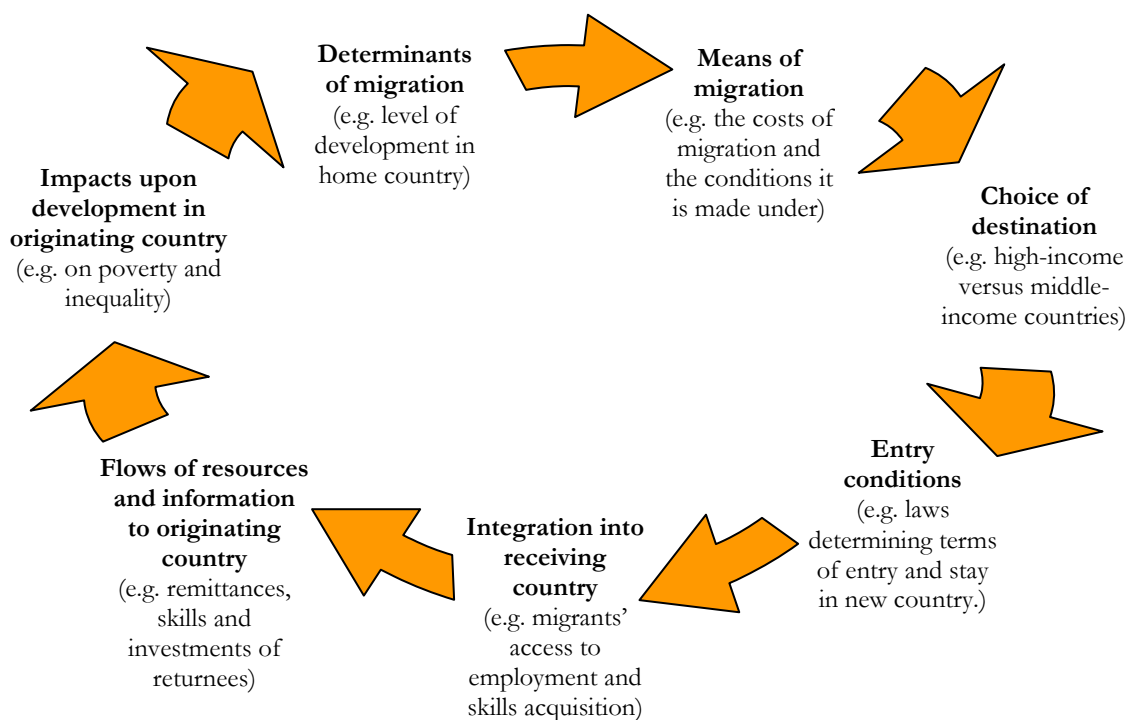 Determinants
of migration
(e.g. level of
development in
home country)
Means of
migration
(e.g. the costs of
migration and
the conditions it
is made under)
Choice of
destination
(e.g. high-income
versus middle-
income countries)
Entry
conditions
(e.g. laws
determining terms
of entry and stay
in new country.)
Integration into
receiving
country
(e.g. migrants’
access to
employment and
skills acquisition)
Flows of resources
and information
to originating
country
(e.g. remittances,
skills and
investments of
returnees)
Impacts upon
development in
originating country
(e.g. on poverty and
inequality)